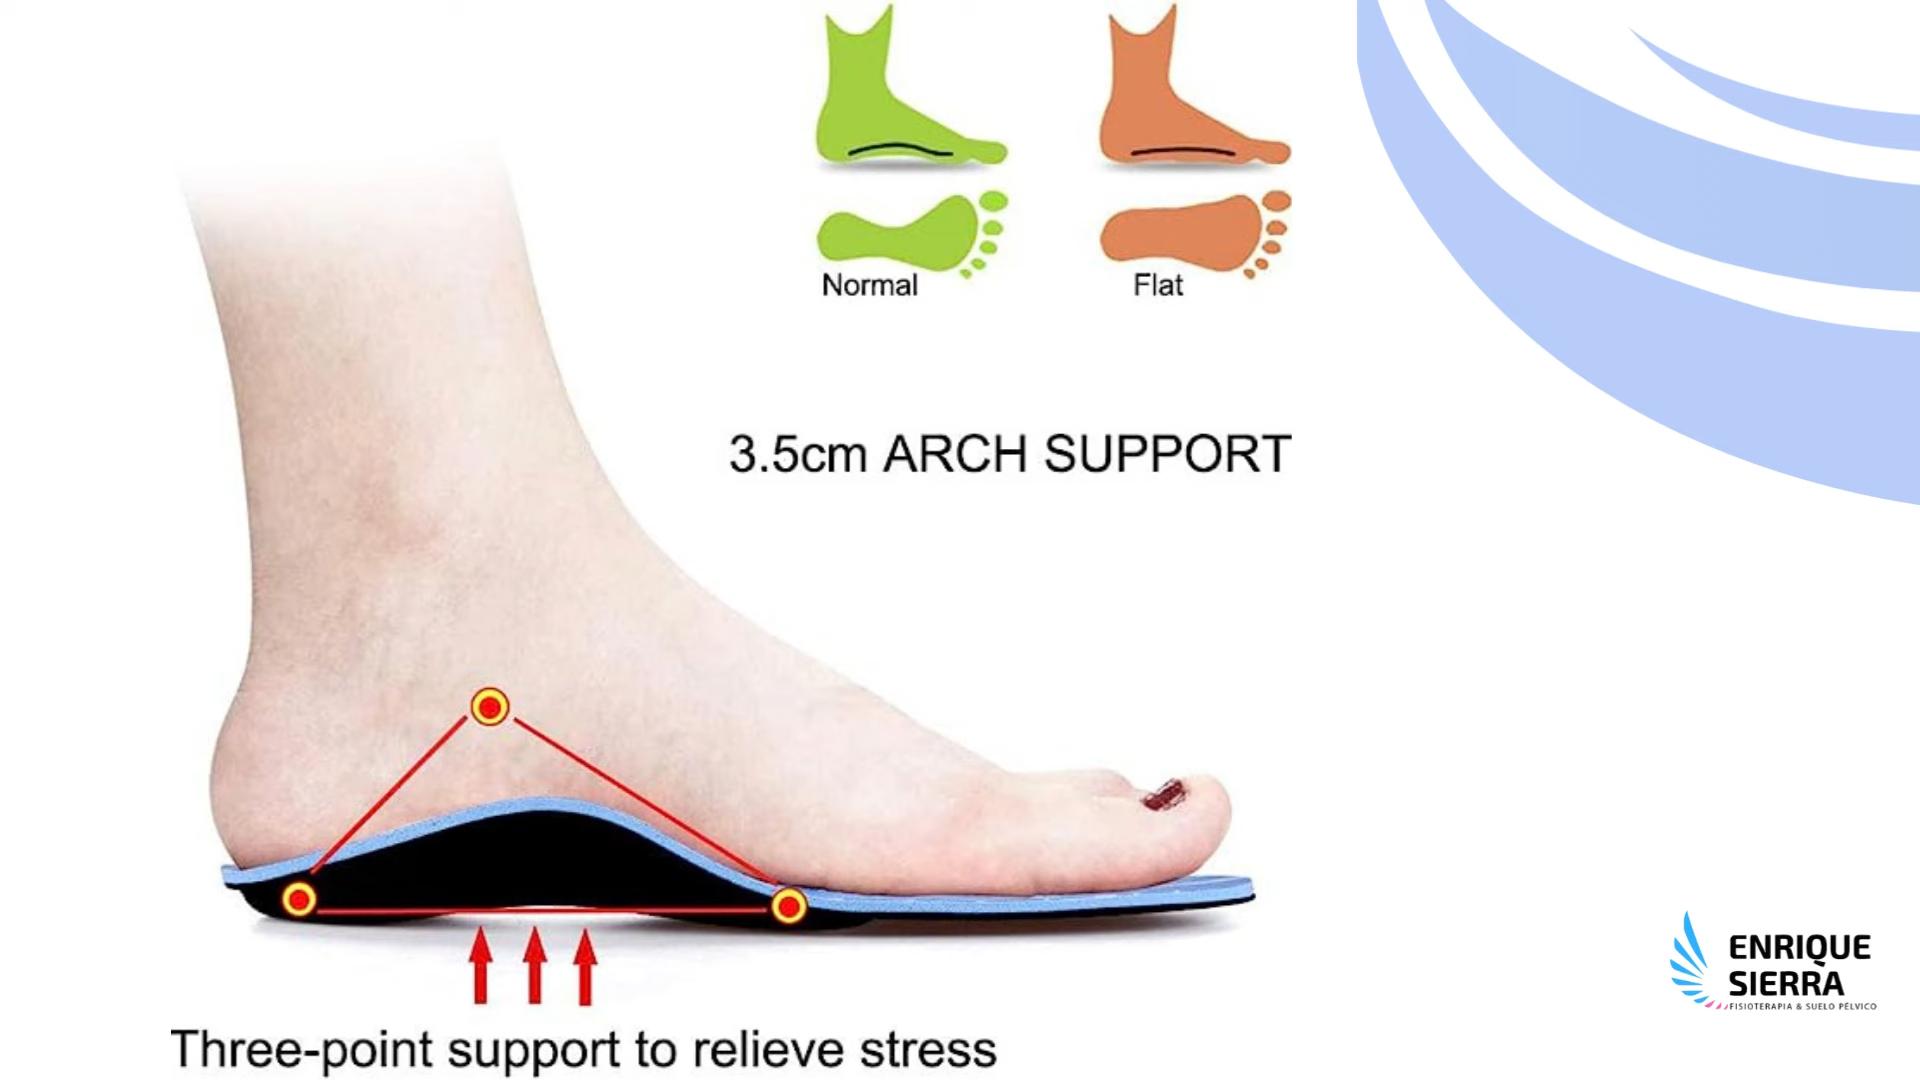 Normal
Flat
3.5cm ARCH SUPPORT
Three-point support to relieve stress
ENRIQUE
SIERRA
FISIOTERAPIA & SUELO PÉLVICO